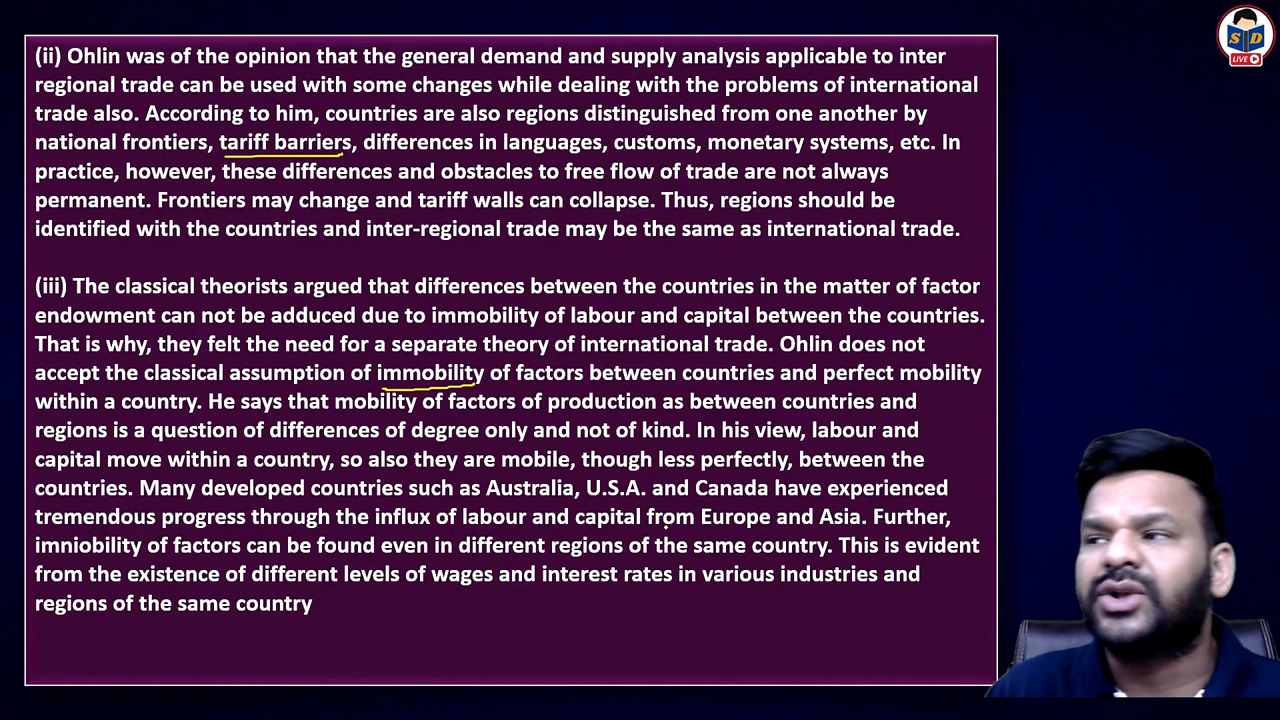 (ii) Ohlin was of the opinion that the general demand and supply analysis applicable to inter
regional trade can be used with some changes while dealing with the problems of international
trade also. According to him, countries are also regions distinguished from one another by
national frontiers, tariff barriers, differences in languages, customs, monetary systems, etc. In
practice, however, these differences and obstacles to free flow of trade are not always
permanent. Frontiers may change and tariff walls can collapse. Thus, regions should be
identified with the countries and inter-regional trade may be the same as international trade.
(iii) The classical theorists argued that differences between the countries in the matter of factor
endowment can not be adduced due to immobility of labour and capital between the countries.
That is why, they felt the need for a separate theory of international trade. Ohlin does not
accept the classical assumption of immobility of factors between countries and perfect mobility
within a country. He says that mobility of factors of production as between countries and
regions is a question of differences of degree only and not of kind. In his view, labour and
capital move within a country, so also they are mobile, though less perfectly, between the
countries. Many developed countries such as Australia, U.S.A. and Canada have experienced
tremendous progress through the influx of labour and capital from Europe and Asia. Further,
imniobility of factors can be found even in different regions of the same country. This is evident
from the existence of different levels of wages and interest rates in various industries and
regions of the same country
S D
LIVE